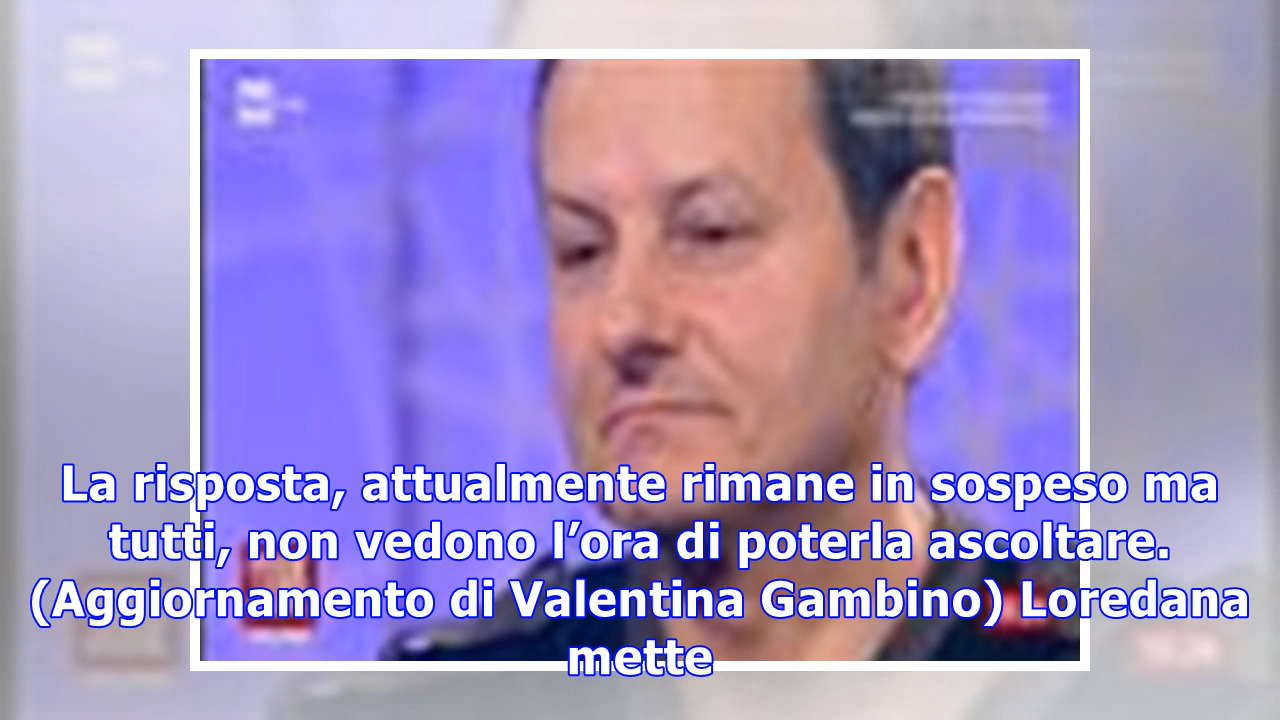 La risposta, attualmente rimane in sospeso ma
tutti, non vedono l’ora di poterla ascoltare.
(Aggiornamento di Valentina Gambino) Loredana
mette